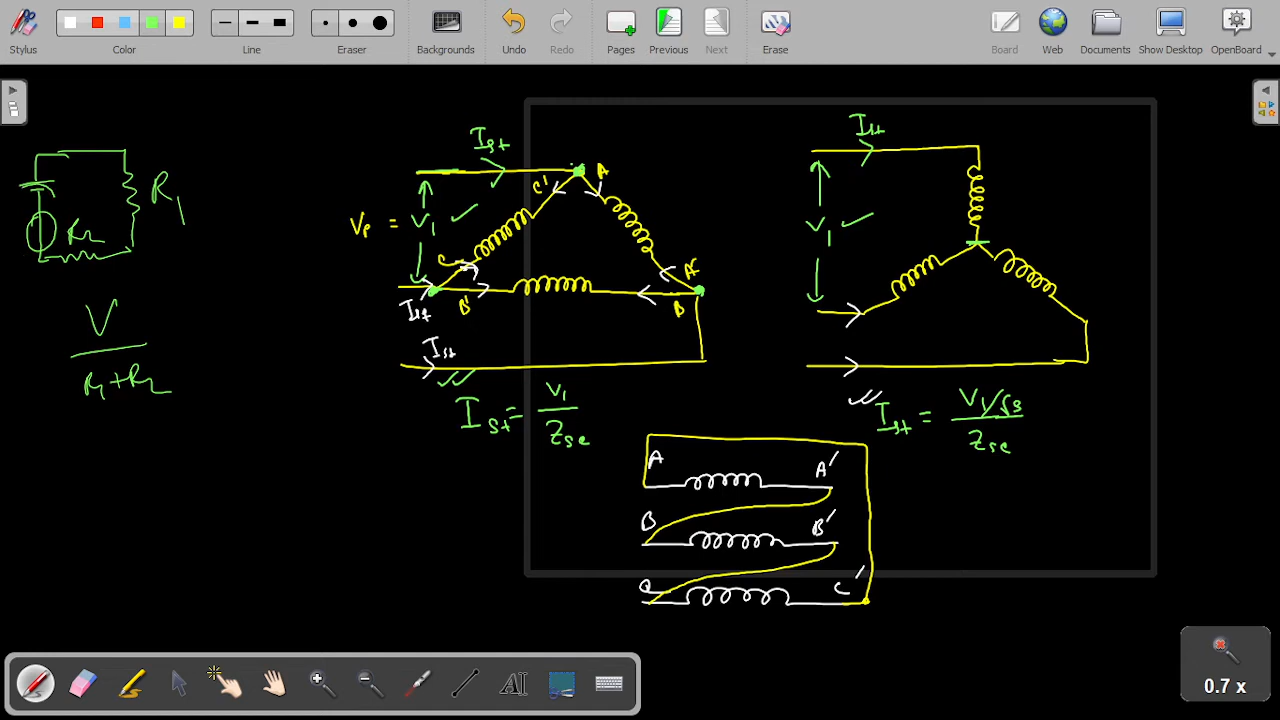 Stylus
Color
Line
Eraser
Backgrounds
Undo
Redo
Pages
Previous
Next
Erase
Board
Web
Documents
Show Desktop
OpenBoard
R1
R2
V
R1+R2
Ist
A
C'
VP = V1
C
A'
B'
B
Ist
Ist
Ist = V1/Zse
Ist
V1
Ist = V1/√3/Zse
A A'
B B'
C'
0.7 x